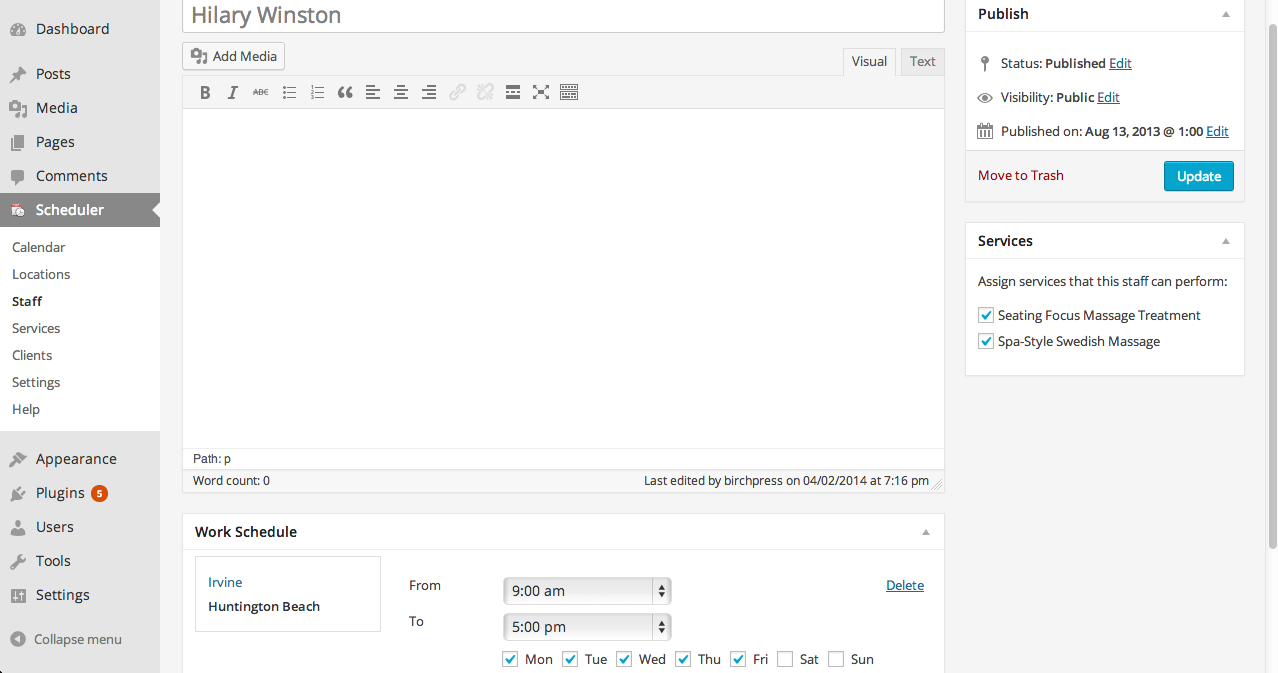 Dashboard
Posts
Media
Pages
Comments
Scheduler
Calendar
Locations
Staff
Services
Clients
Settings
Help
Appearance
Plugins 5
Users
Tools
Settings
Collapse menu
Hilary Winston
Add Media
Visual Text
B I ABC
Path: p
Word count: 0 Last edited by birchpress on 04/02/2014 at 7:16 pm
Work Schedule
Irvine
Huntington Beach
From 9:00 am Delete
To 5:00 pm
Mon Tue Wed Thu Fri Sat Sun
Publish
Status: Published Edit
Visibility: Public Edit
Published on: Aug 13, 2013 @ 1:00 Edit
Move to Trash Update
Services
Assign services that this staff can perform:
Seating Focus Massage Treatment
Spa-Style Swedish Massage